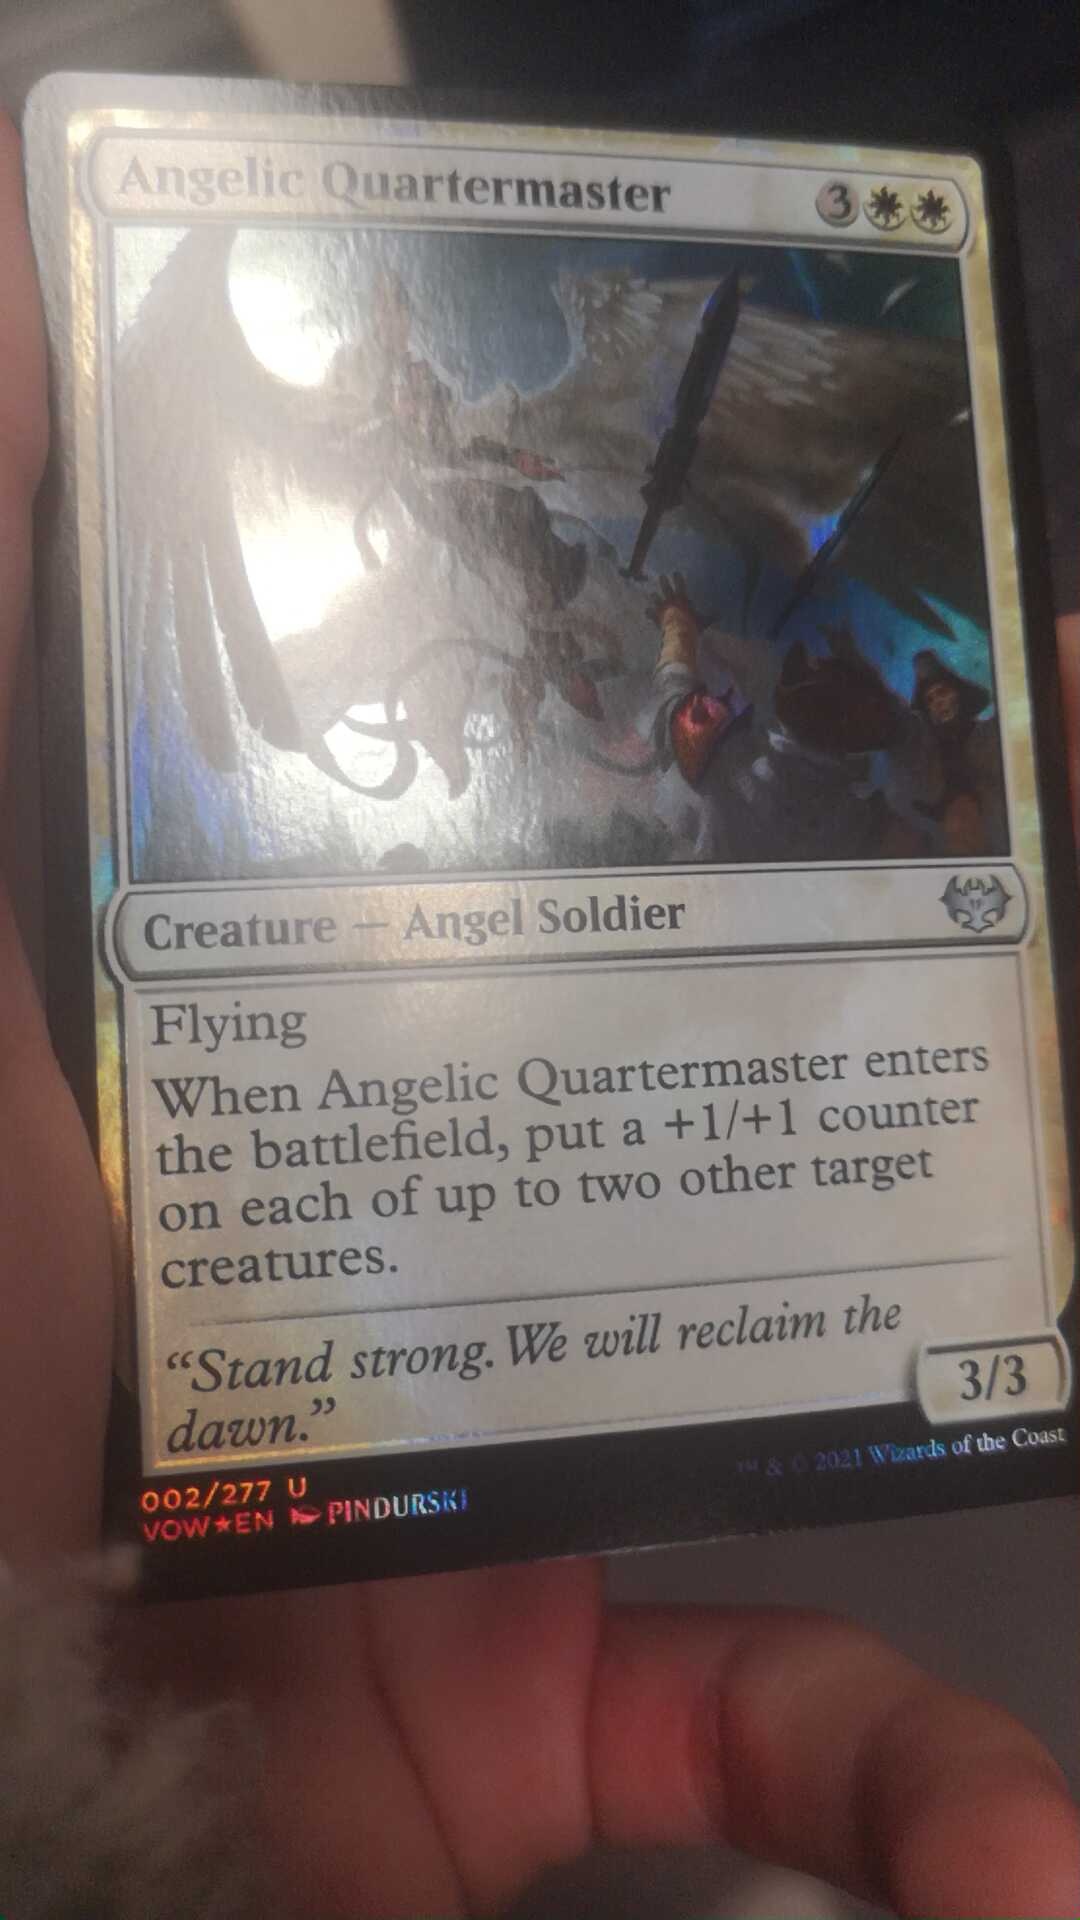 Angelic Quartermaster 3
Creature — Angel Soldier
Flying
When Angelic Quartermaster enters
the battlefield, put a +1/+1 counter
on each of up to two other target
creatures.
“Stand strong. We will reclaim the
dawn.”
3/3
002/277 U
VOW★EN PINDURSKI
™ & © 2021 Wizards of the Coast